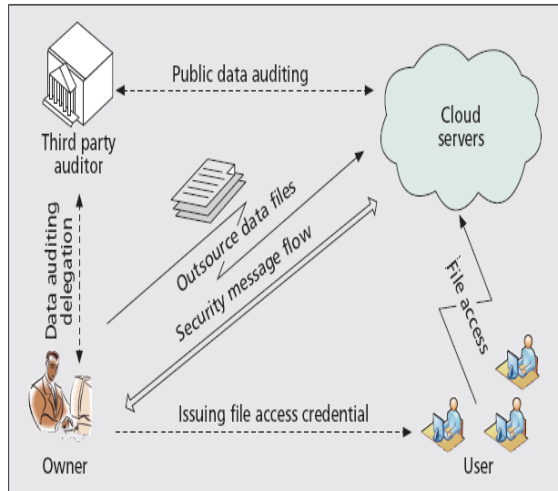 Public data auditing
Third party
auditor
Cloud
servers
Outsource data files
Security message flow
Data auditing
delegation
File access
Issuing file access credential
Owner
User